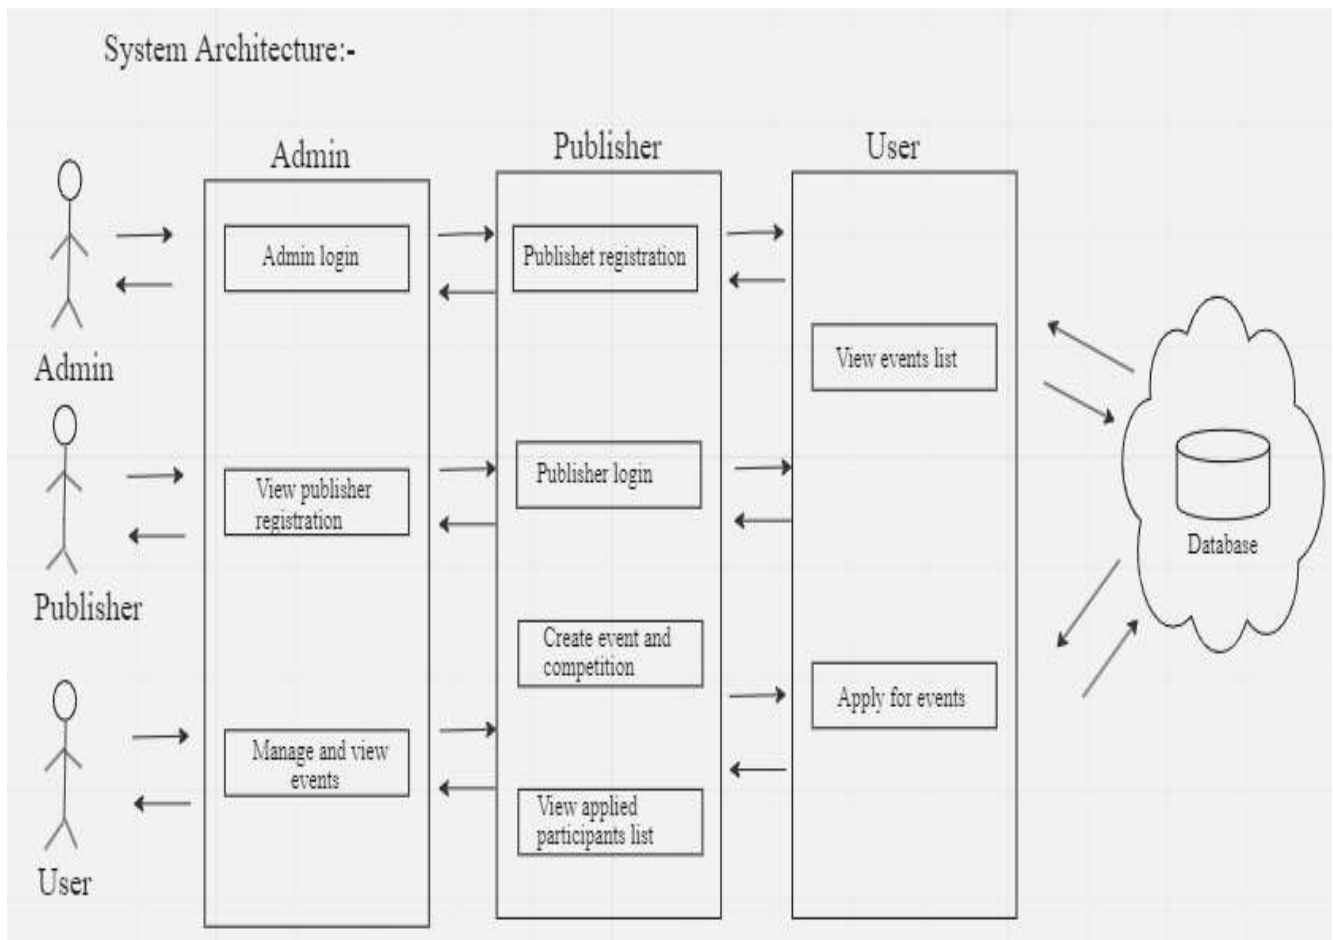 System Architecture:-
Admin
Publisher
User
Admin login
Publishet registration
View events list
Admin
Publisher login
View publisher
registration
Database
Publisher
Create event and
competition
Apply for events
Manage and view
events
View applied
participants list
User